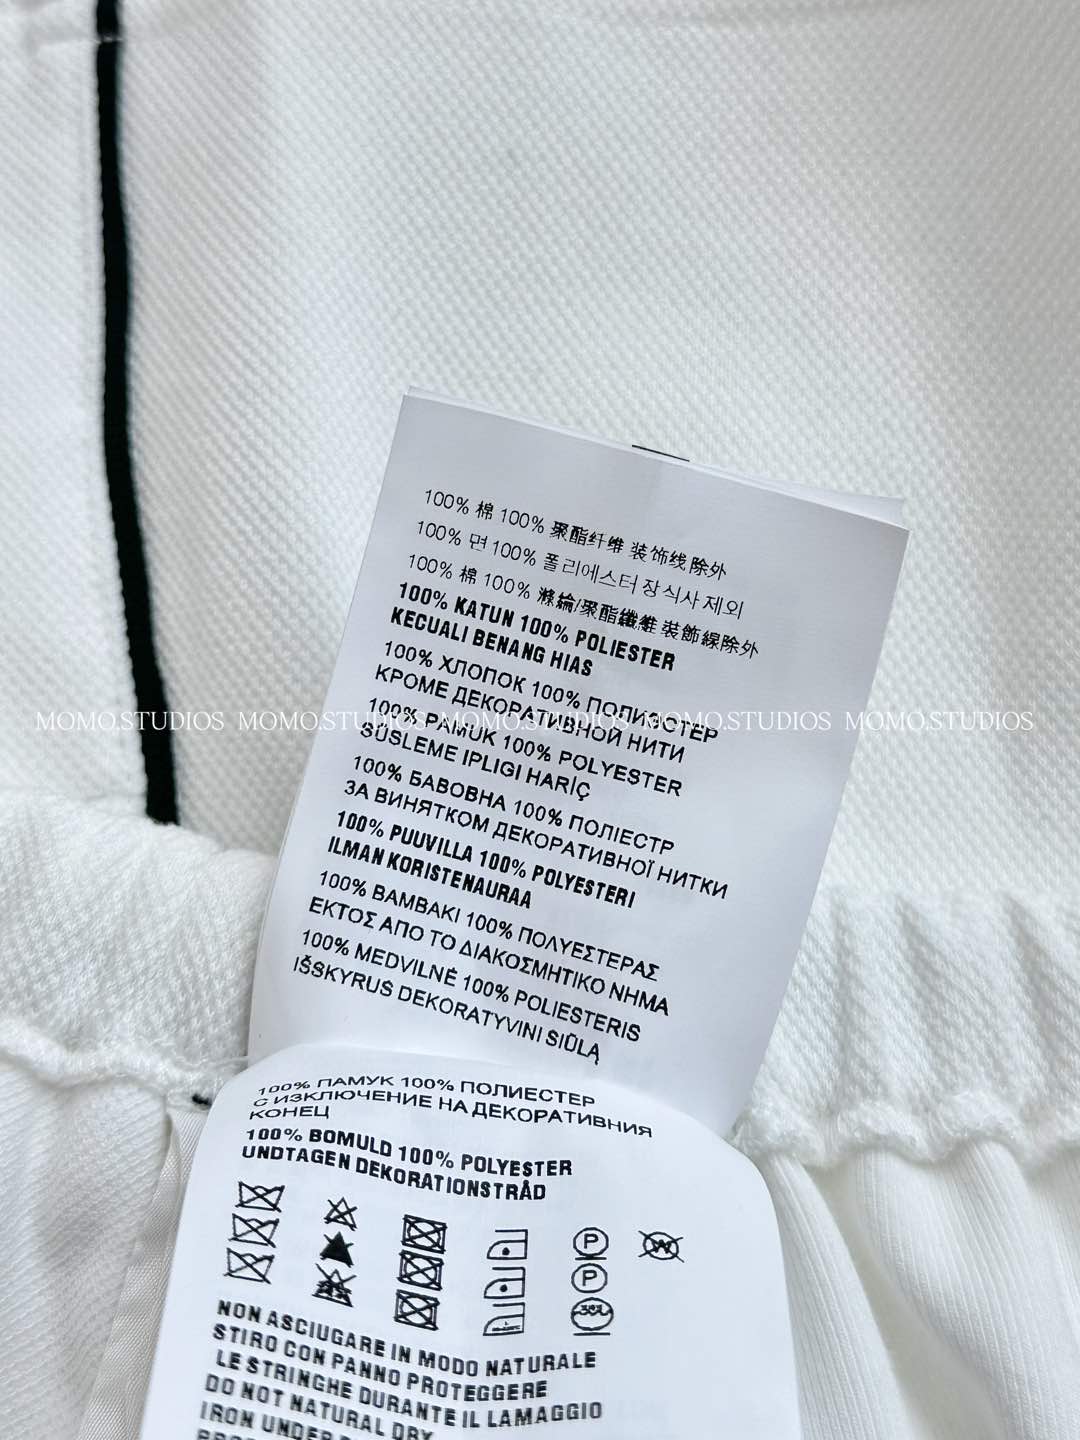 100% 棉 100% 聚酯纤维 装饰线除外
100% 면 100% 폴리에스터 장식사 제외
100% 棉 100% 滌綸/聚酯纖維 裝飾線除外
100% KATUN 100% POLIESTER
KECUALI BENANG HIAS
100% ХЛОПОК 100% ПОЛИЭСТЕР
КРОМЕ ДЕКОРАТИВНОЙ НИТИ
MOMO.STUDIOS MOMO.STUDIOS MOMO.STUDIOS MOMO.STUDIOS MOMO.STUDIOS
100% PAMUK 100% POLYESTER
SÜSLEME IPLIGI HARİÇ
100% БАВОВНА 100% ПОЛІЕСТР
ЗА ВИНЯТКОМ ДЕКОРАТИВНОЇ НИТКИ
100% PUUVILLA 100% POLYESTERI
ILMAN KORISTENAURAA
100% BAMBAKI 100% ΠΟΛΥΕΣΤΕΡΑΣ
ΕΚΤΟΣ ΑΠΟ ΤΟ ΔΙΑΚΟΣΜΗΤΙΚΟ ΝΗΜΑ
100% MEDVILNĖ 100% POLIESTERIS
IŠSKYRUS DEKORATYVINI SIŪLĄ
100% ПАМУК 100% ПОЛИЕСТЕР
С ИЗКЛЮЧЕНИЕ НА ДЕКОРАТИВНИЯ
КОНЕЦ
100% BOMULD 100% POLYESTER
UNDTAGEN DEKORATIONSTRÅD
P
W
P
NON ASCIUGARE IN MODO NATURALE
STIRO CON PANNO PROTEGGERE
LE STRINGHE DURANTE IL LAMAGGIO
DO NOT NATURAL DRY
IRON UNDER